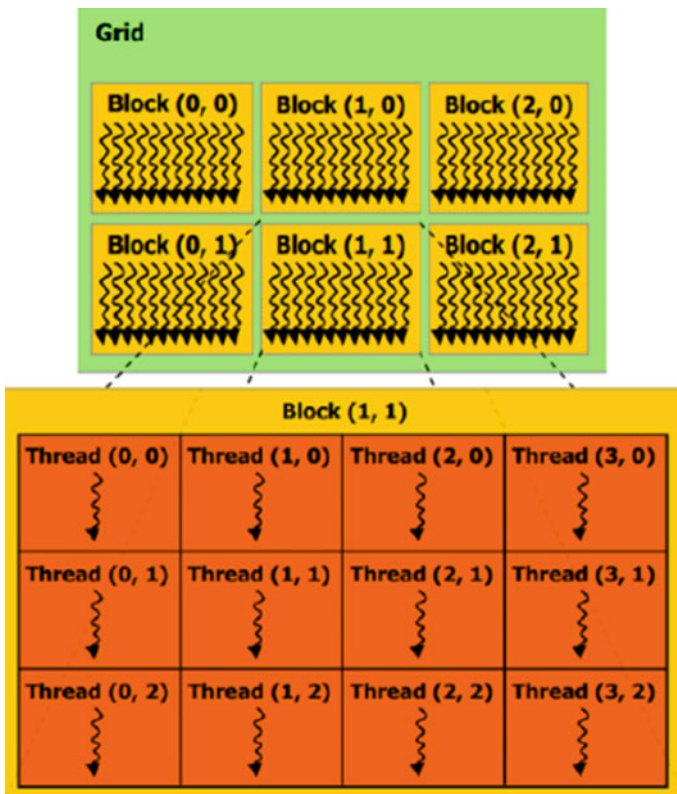 Grid
Block (0, 0) Block (1, 0) Block (2, 0)
Block (0, 1) Block (1, 1) Block (2, 1)
Block (1, 1)
Thread (0, 0) Thread (1, 0) Thread (2, 0) Thread (3, 0)
Thread (0, 1) Thread (1, 1) Thread (2, 1) Thread (3, 1)
Thread (0, 2) Thread (1, 2) Thread (2, 2) Thread (3, 2)